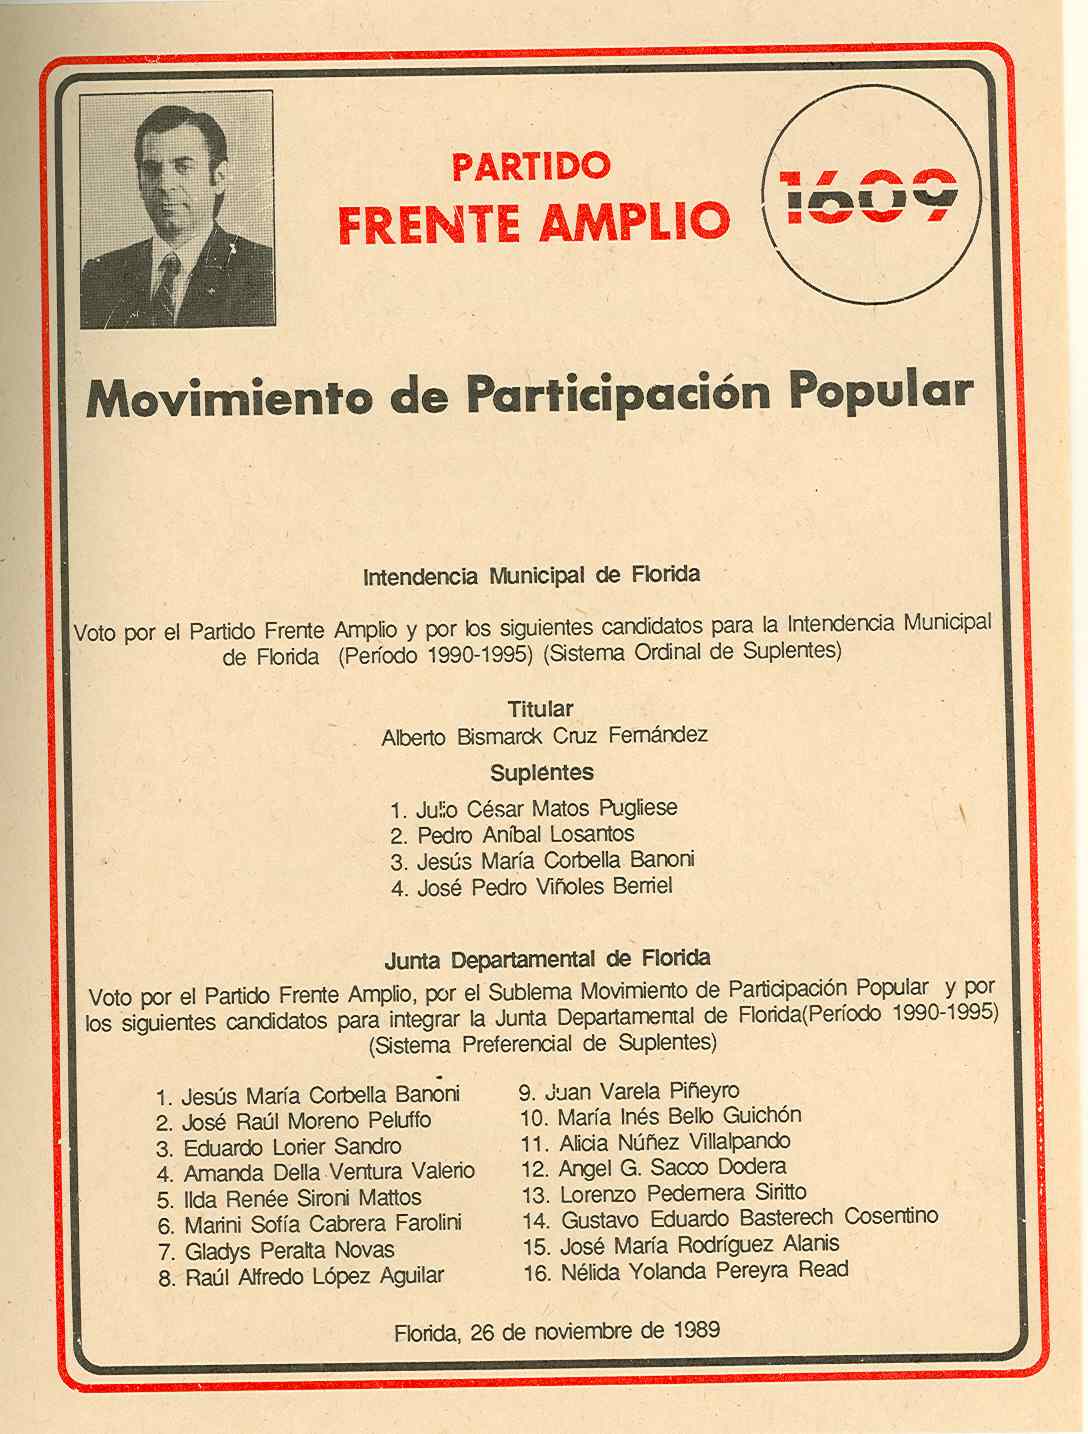 PARTIDO
FRENTE AMPLIO
1609
Movimiento de Participación Popular
Intendencia Municipal de Florida
Voto por el Partido Frente Amplio y por los siguientes candidatos para la Intendencia Municipal
de Florida (Período 1990-1995) (Sistema Ordinal de Suplentes)
Titular
Alberto Bismarck Cruz Fernández
Suplentes
1. Julio César Matos Pugliese
2. Pedro Aníbal Losantos
3. Jesús María Corbella Banoni
4. José Pedro Viñoles Berriel
Junta Departamental de Florida
Voto por el Partido Frente Amplio, por el Sublema Movimiento de Participación Popular y por
los siguientes candidatos para integrar la Junta Departamental de Florida(Período 1990-1995)
(Sistema Preferencial de Suplentes)
1. Jesús María Corbella Banoni
2. José Raúl Moreno Peluffo
3. Eduardo Lorier Sandro
4. Amanda Della Ventura Valerio
5. Ilda Renée Sironi Mattos
6. Marini Sofía Cabrera Farolini
7. Gladys Peralta Novas
8. Raúl Alfredo López Aguilar
9. Juan Varela Piñeyro
10. María Inés Bello Guichón
11. Alicia Núñez Villalpando
12. Angel G. Sacco Dodera
13. Lorenzo Pedernera Siritto
14. Gustavo Eduardo Basterech Cosentino
15. José María Rodríguez Alanis
16. Nélida Yolanda Pereyra Read
Florida, 26 de noviembre de 1989